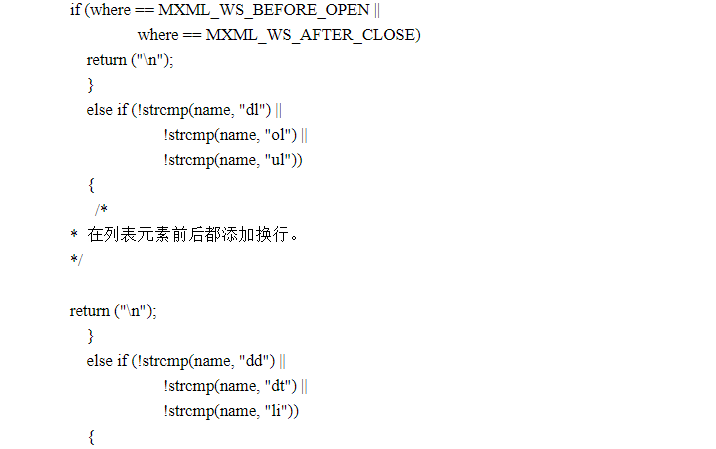 if (where == MXML_WS_BEFORE_OPEN ||
where == MXML_WS_AFTER_CLOSE)
return ("\n");
}
else if (!strcmp(name, "dl") ||
!strcmp(name, "ol") ||
!strcmp(name, "ul"))
{
/*
* 在列表元素前后都添加换行。
*/
return ("\n");
}
else if (!strcmp(name, "dd") ||
!strcmp(name, "dt") ||
!strcmp(name, "li"))
{